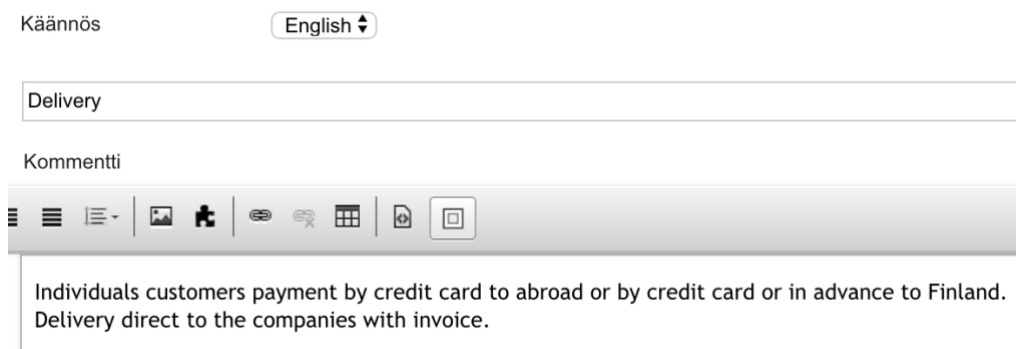 Käännös English
Delivery
Kommentti
Individuals customers payment by credit card to abroad or by credit card or in advance to Finland.
Delivery direct to the companies with invoice.